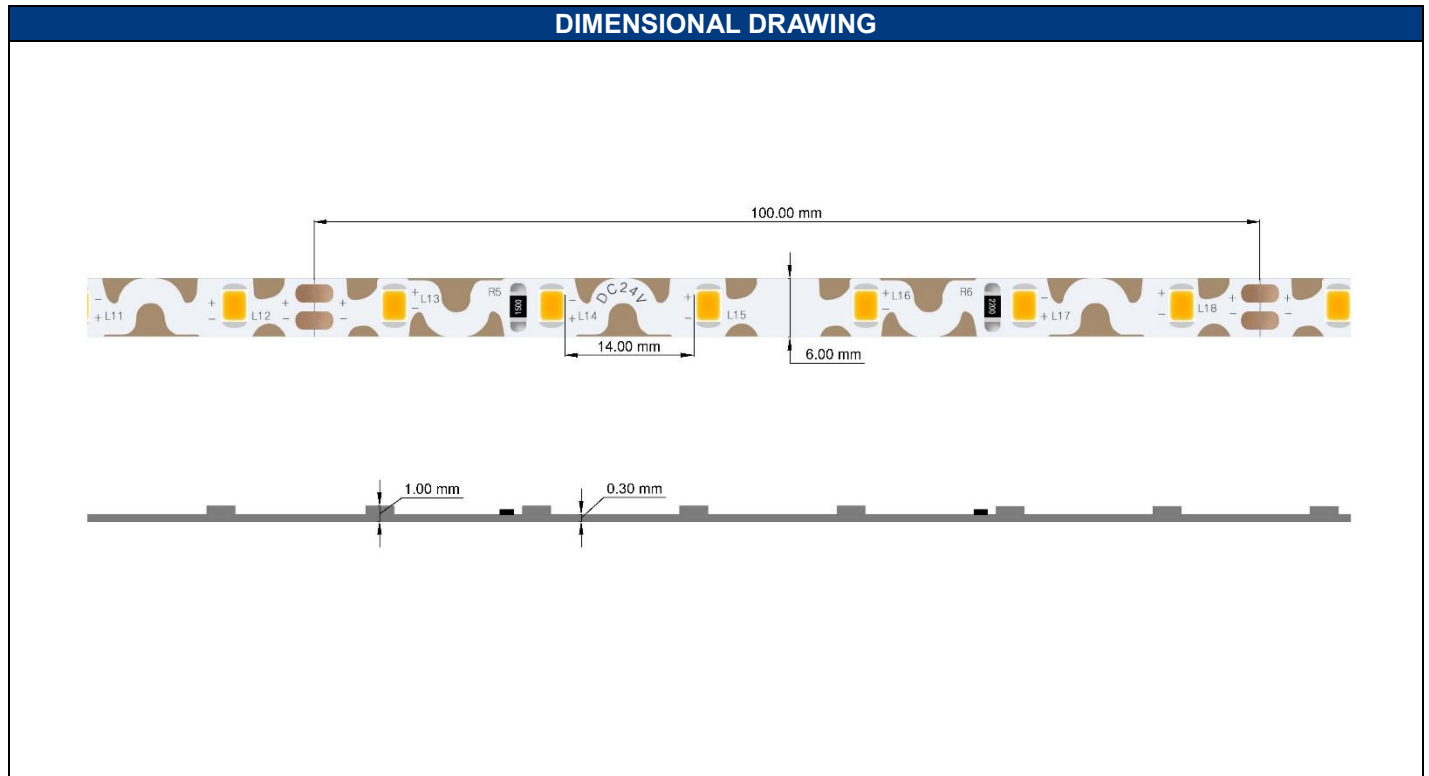 DIMENSIONAL DRAWING
100.00 mm
− + L11
+ − L12
+ − + −
+ − L13
R5
1500
− + L14
DC24V
+ − L15
+ − L16
R6
2200
− + L17
+ − L18
+ − + −
14.00 mm
6.00 mm
1.00 mm
0.30 mm